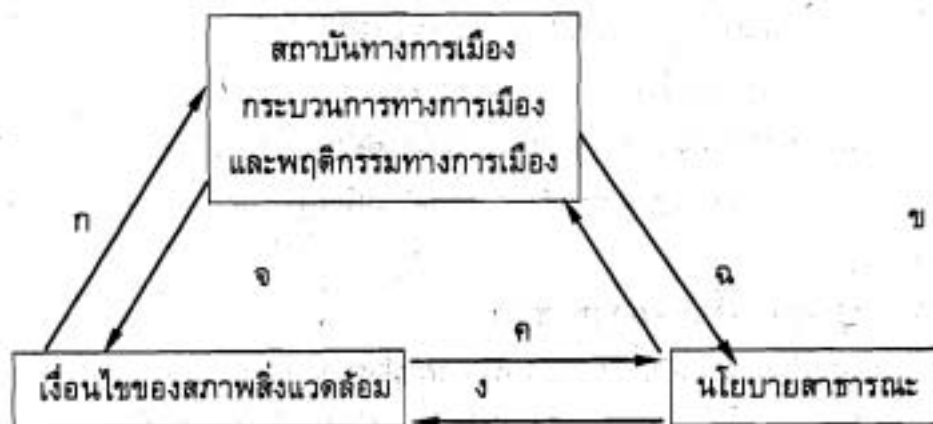 สถาบันทางการเมือง
กระบวนการทางการเมือง
และพฤติกรรมทางการเมือง
ก
ข
จ
ฉ
ค
เงื่อนไขของสภาพสิ่งแวดล้อม
ง
นโยบายสาธารณะ